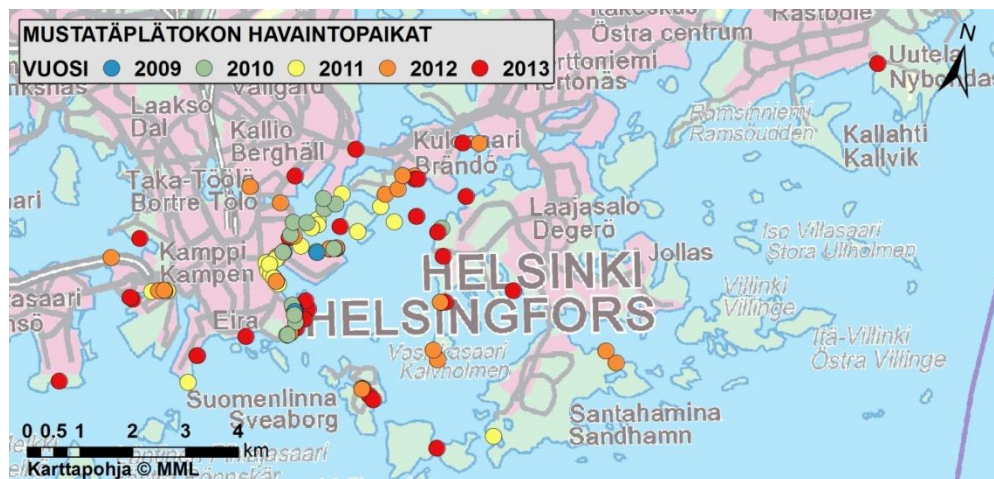 MUSTATÄPLÄTOKON HAVAINTOPAIKAT
VUOSI 2009 2010 2011 2012 2013
Östra centrum
Rastböle
Uutela
Nybondas
Vallgård
Laakso
Dal
Kallio
Berghäll
Hertonäs
Kulosaari
Brändö
Ramsinniemi
Ramsöuddden
Kallahti
Kallvik
Taka-Töölö
Bortre Tölö
Laajasalo
Degerö
Iso Villasaari
Stora Ullholmen
Kamppi
Kampen
Jollas
HELSINKI
HELSINGFORS
Villinki
Villinge
Eira
Itä-Villinki
Östra Villinge
Kalvholmen
Suomenlinna
Sveaborg
Santahamina
Sandhamn
0 0.5 1 2 3 4
km
Karttapohja © MML
N